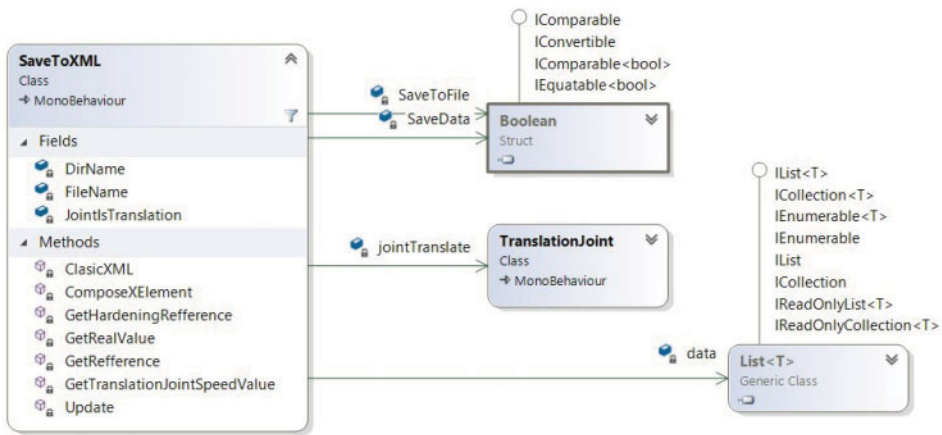 SaveToXML
Class
MonoBehaviour
Fields
DirName
FileName
JointIsTranslation
Methods
ClasicXML
ComposeXElement
GetHardeningRefference
GetRealValue
GetRefference
GetTranslationJointSpeedValue
Update
SaveToFile
SaveData
IComparable
IConvertible
IComparable<bool>
IEquatable<bool>
Boolean
Struct
jointTranslate
TranslationJoint
Class
MonoBehaviour
IList<T>
ICollection<T>
IEnumerable<T>
IEnumerable
IList
ICollection
IReadOnlyList<T>
IReadOnlyCollection<T>
data
List<T>
Generic Class